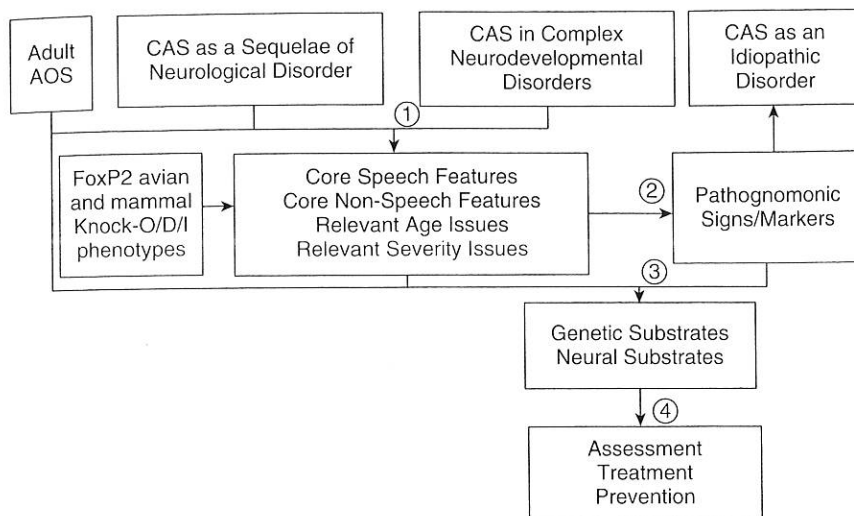 Adult
AOS
CAS as a Sequelae of
Neurological Disorder
CAS in Complex
Neurodevelopmental
Disorders
CAS as an
Idiopathic
Disorder
①
FoxP2 avian
and mammal
Knock-O/D/I
phenotypes
Core Speech Features
Core Non-Speech Features
Relevant Age Issues
Relevant Severity Issues
②
Pathognomonic
Signs/Markers
③
Genetic Substrates
Neural Substrates
④
Assessment
Treatment
Prevention